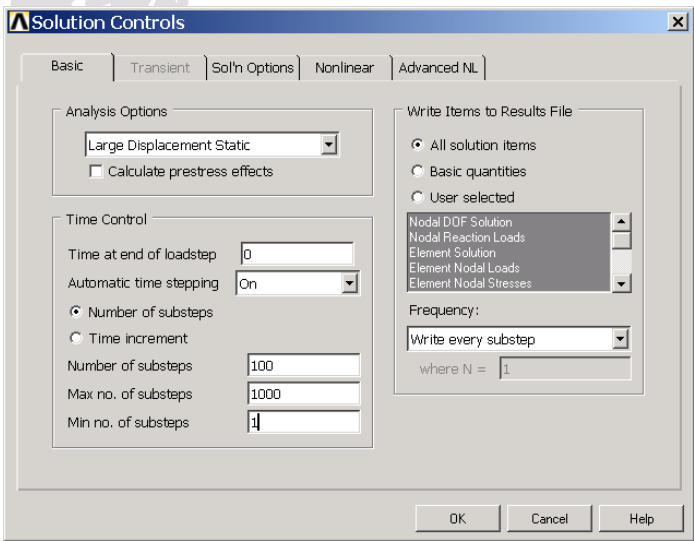 Solution Controls
Basic
Transient
Sol'n Options
Nonlinear
Advanced NL
Analysis Options
Large Displacement Static
Calculate prestress effects
Time Control
Time at end of loadstep 0
Automatic time stepping On
Number of substeps
Time increment
Number of substeps 100
Max no. of substeps 1000
Min no. of substeps 1
Write Items to Results File
All solution items
Basic quantities
User selected
Nodal DOF Solution
Nodal Reaction Loads
Element Solution
Element Nodal Loads
Element Nodal Stresses
Frequency:
Write every substep
where N = 1
OK
Cancel
Help